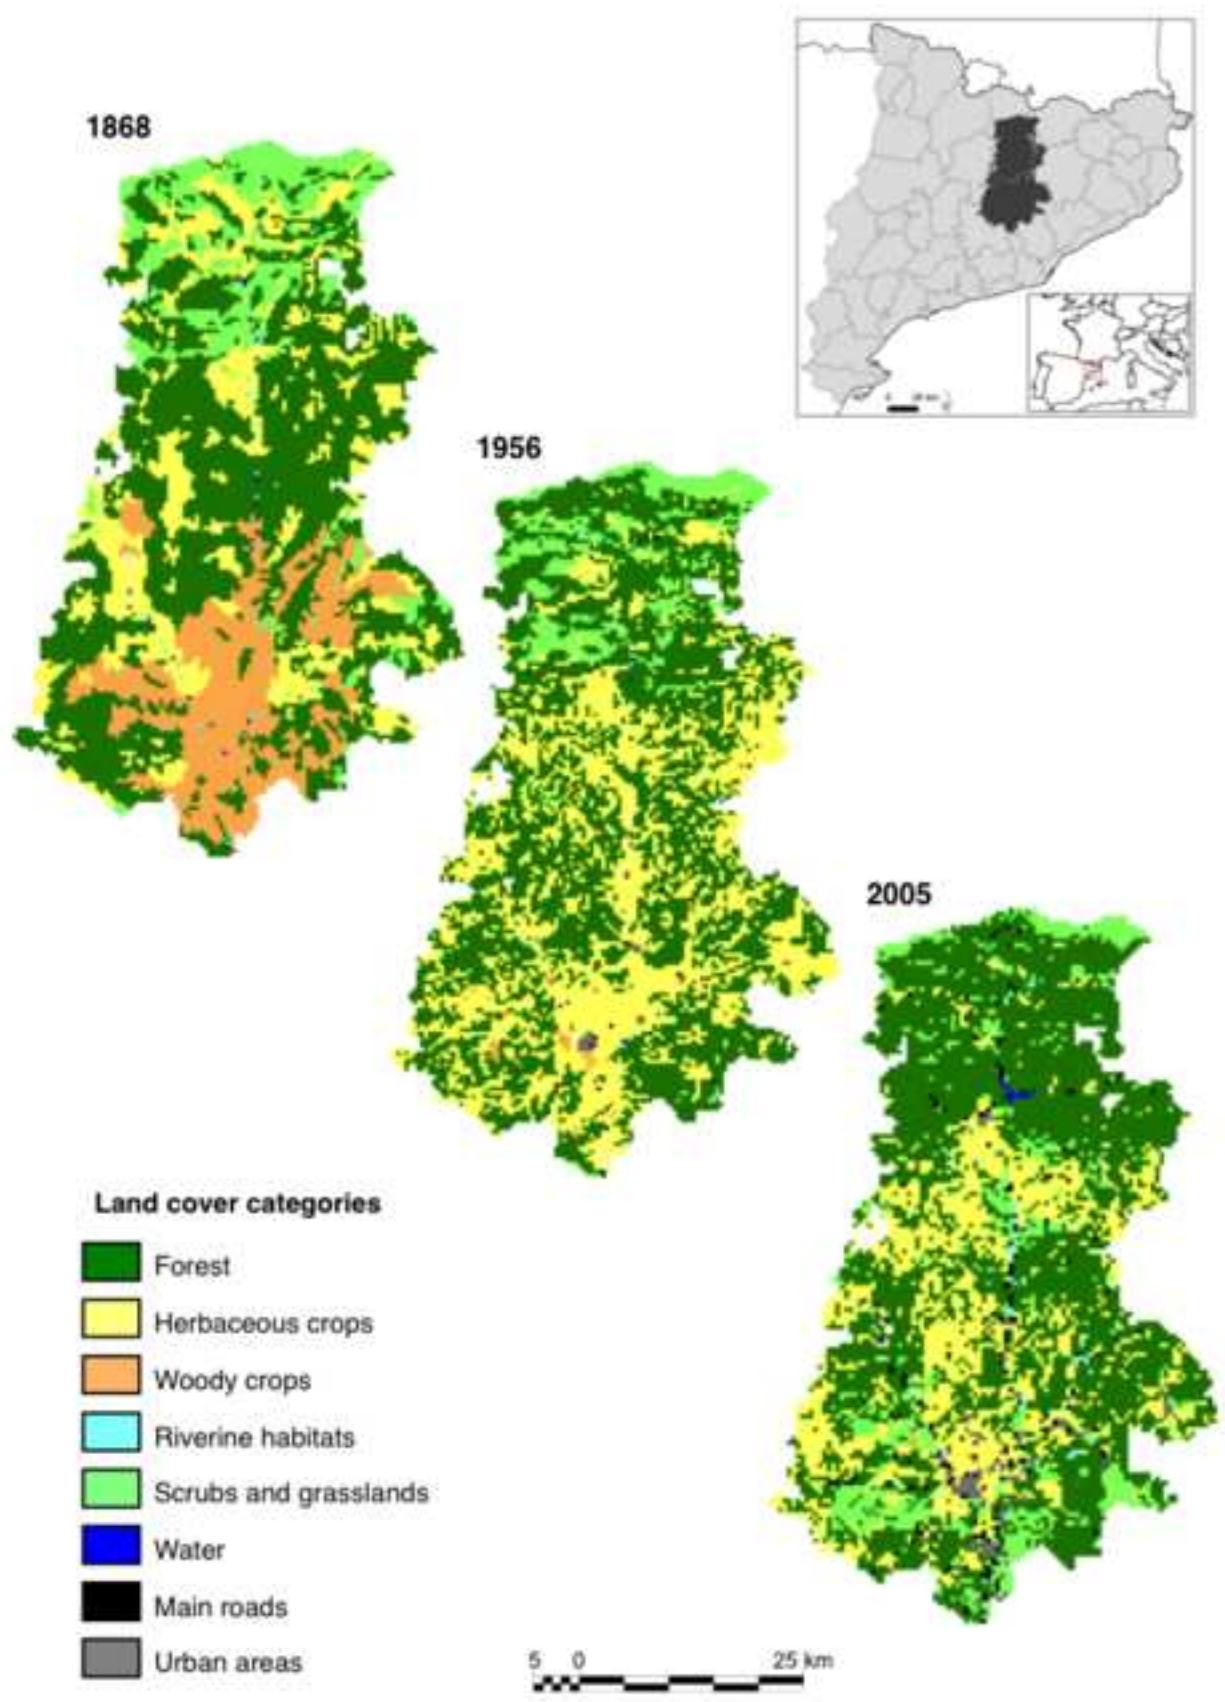 1868
1956
2005
Land cover categories
Forest
Herbaceous crops
Woody crops
Riverine habitats
Scrubs and grasslands
Water
Main roads
Urban areas
5 0 25 km